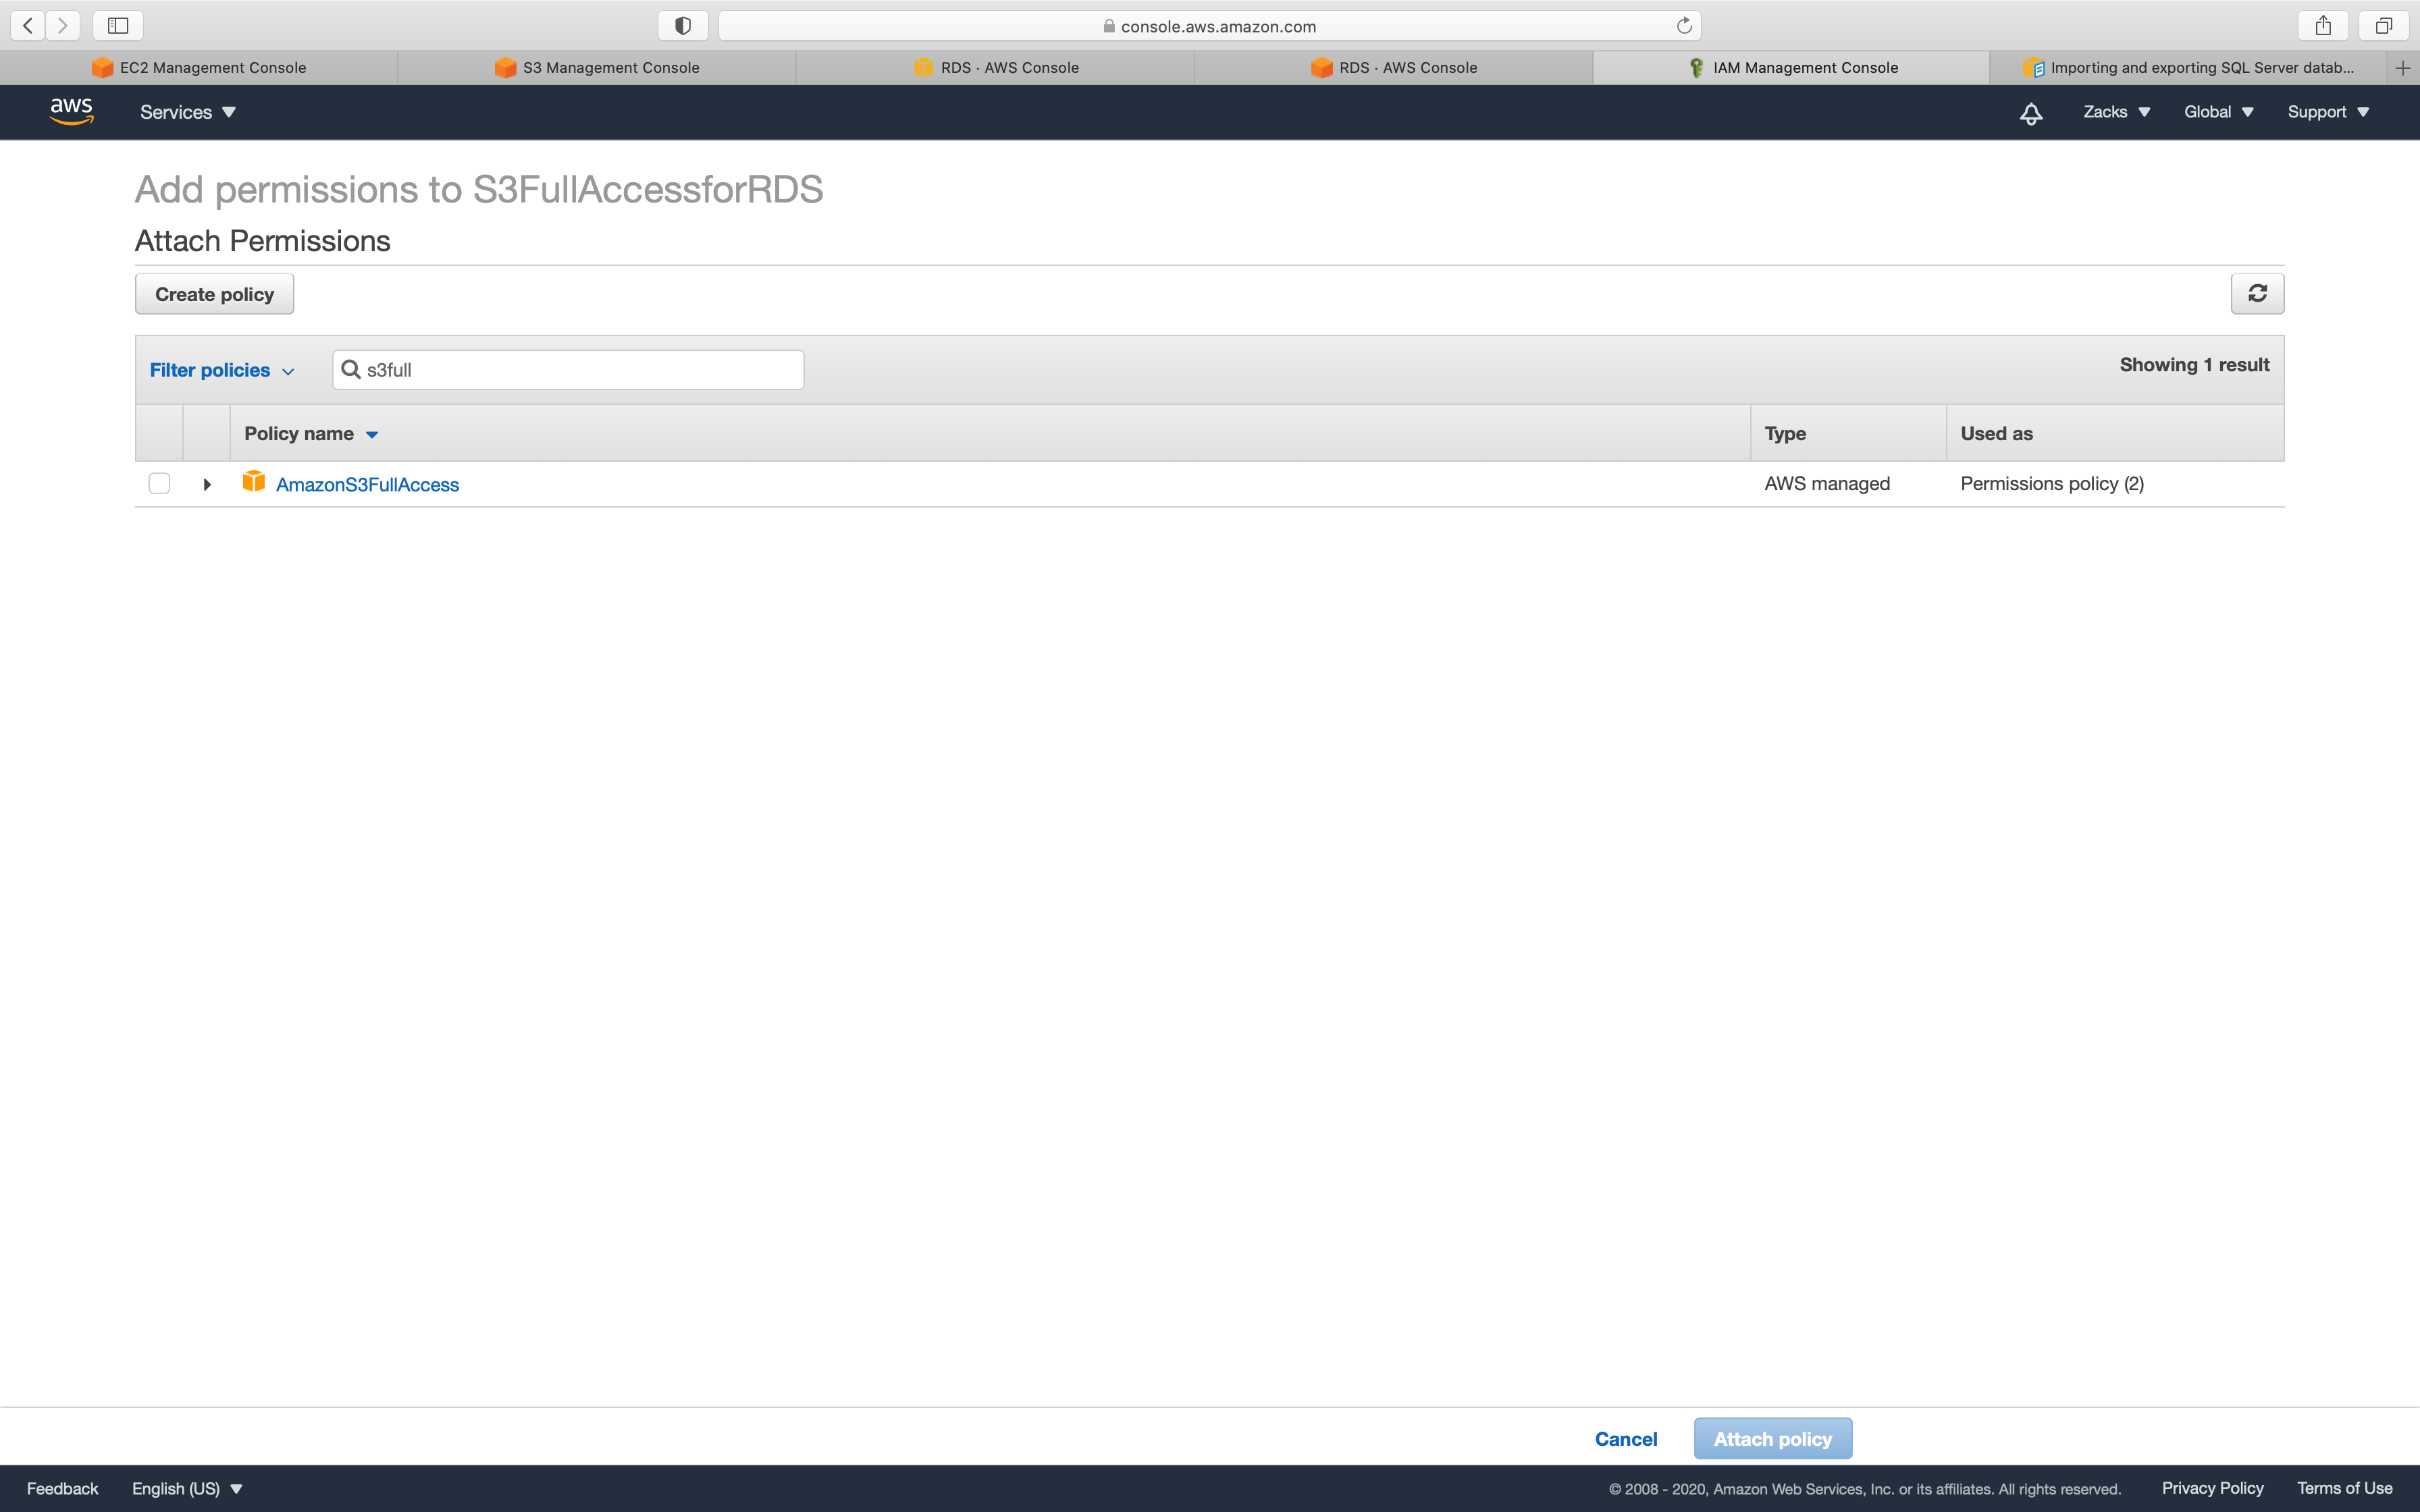 console.aws.amazon.com
EC2 Management Console
S3 Management Console
RDS · AWS Console
RDS · AWS Console
IAM Management Console
Importing and exporting SQL Server datab...
aws
Services
Zacks
Global
Support
Add permissions to S3FullAccessforRDS
Attach Permissions
Create policy
Filter policies
s3full
Showing 1 result
Policy name
Type
Used as
AmazonS3FullAccess
AWS managed
Permissions policy (2)
Cancel
Attach policy
Feedback
English (US)
© 2008 - 2020, Amazon Web Services, Inc. or its affiliates. All rights reserved.
Privacy Policy
Terms of Use